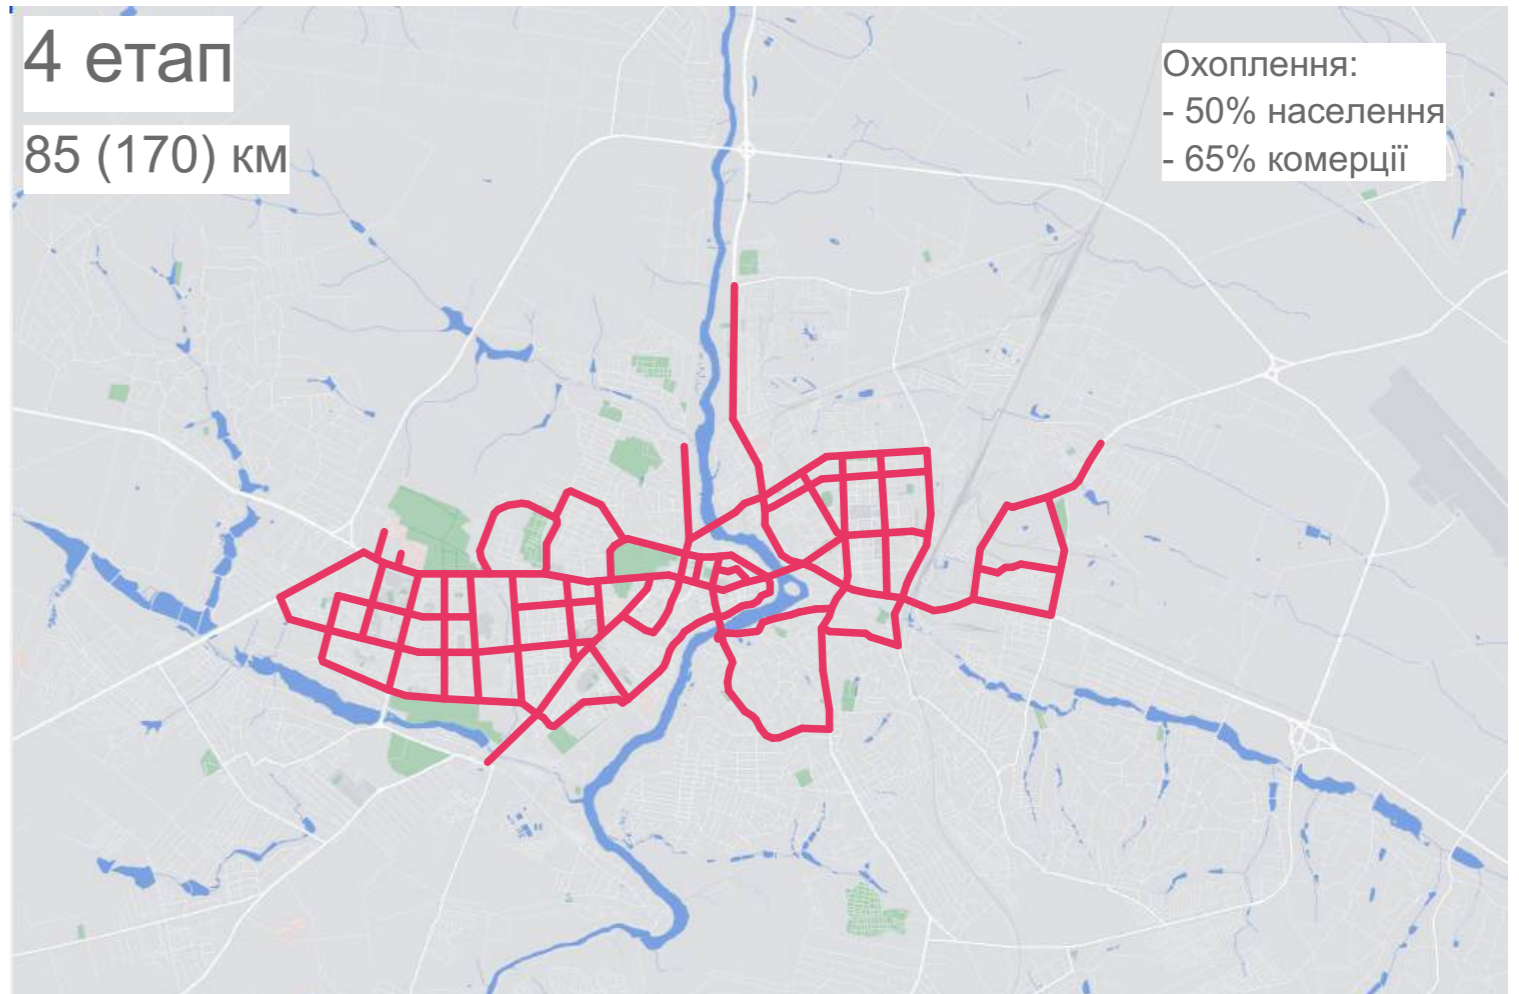 4 етап
85 (170) км
Охоплення:
- 50% населення
- 65% комерції